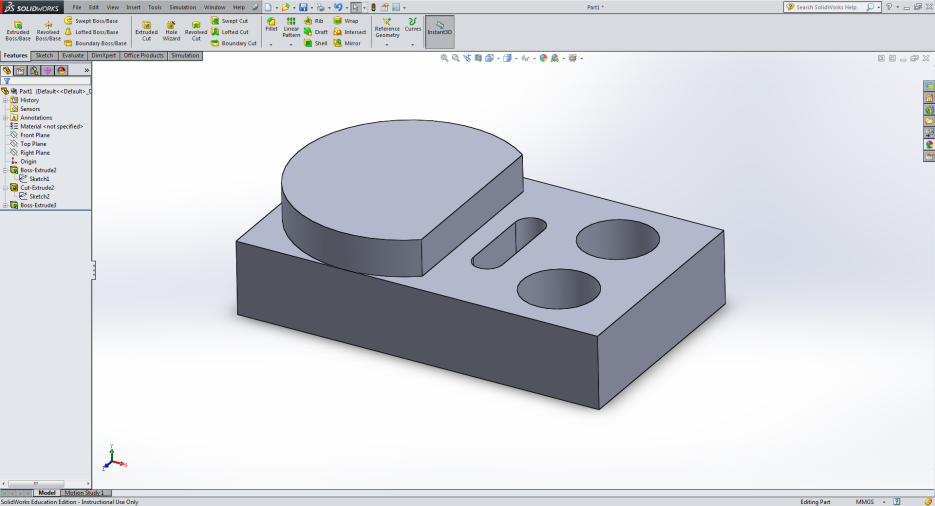 SOLIDWORKS File Edit View Insert Tools Simulation Window Help Part1 * Search SolidWorks Help
Extruded Boss/Base
Revolved Boss/Base
Swept Boss/Base
Lofted Boss/Base
Boundary Boss/Base
Extruded Cut
Hole Wizard
Revolved Cut
Swept Cut
Lofted Cut
Boundary Cut
Fillet
Linear Pattern
Rib
Draft
Shell
Wrap
Intersect
Mirror
Reference Geometry
Curves
Instant3D
Features Sketch Evaluate DimXpert Office Products Simulation
Part1 (Default<<Default>_D
History
Sensors
Annotations
Material <not specified>
Front Plane
Top Plane
Right Plane
Origin
Boss-Extrude2
Sketch1
Cut-Extrude2
Sketch2
Boss-Extrude3
Y
X
Z
Model Motion Study 1
SolidWorks Education Edition - Instructional Use Only Editing Part MMGS